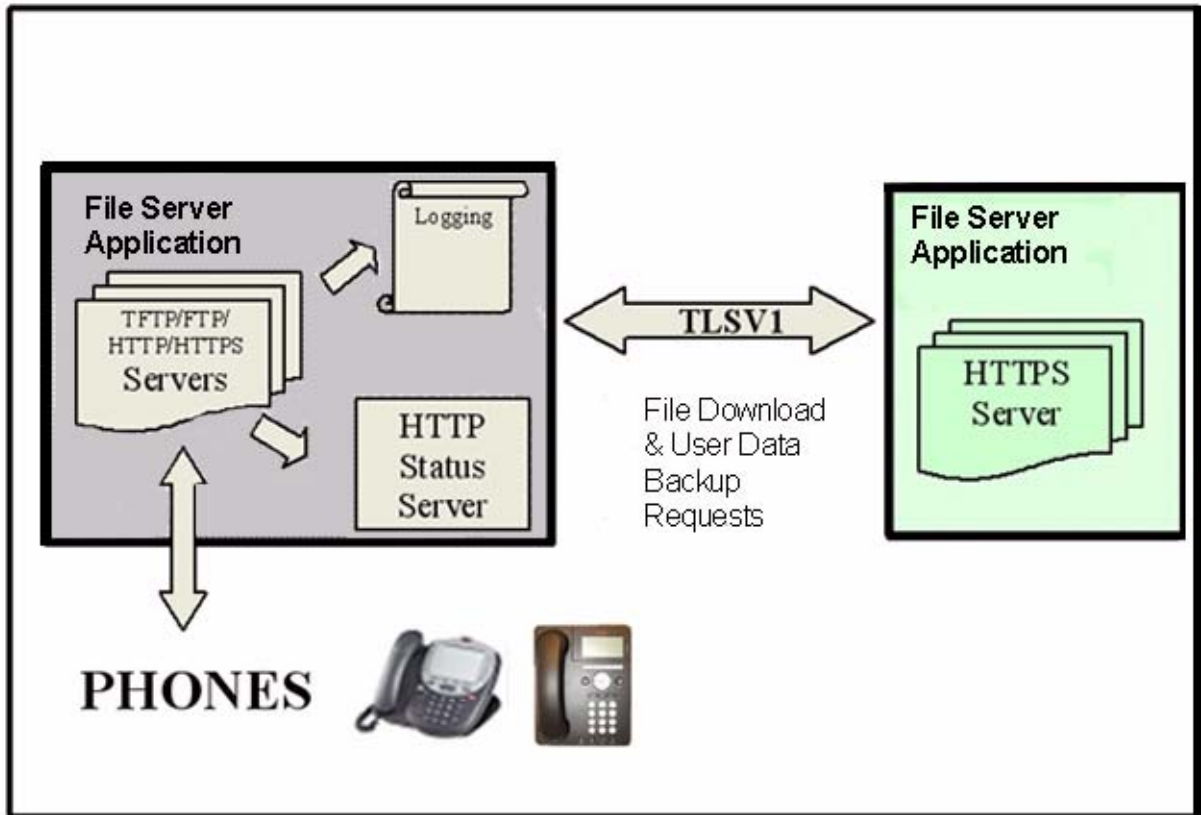 File Server
Application
Logging
TFTP/FTP/
HTTP/HTTPS
Servers
HTTP
Status
Server
TLSV1
File Download
& User Data
Backup
Requests
File Server
Application
HTTPS
Server
PHONES